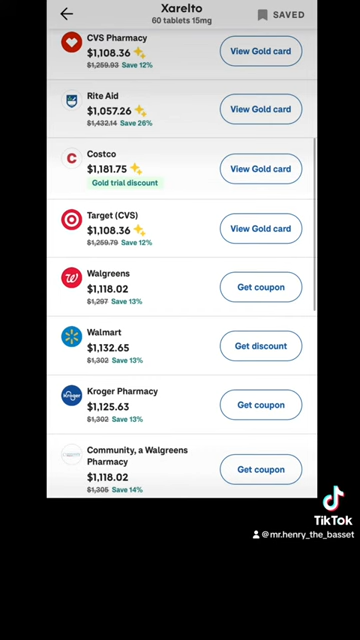 Xarelto
60 tablets 15mg
SAVED
CVS Pharmacy
$1,108.36
$1,259.93 Save 12%
View Gold card
Rite Aid
$1,057.26
$1,432.14 Save 26%
View Gold card
Costco
$1,181.75
Gold trial discount
View Gold card
Target (CVS)
$1,108.36
$1,259.79 Save 12%
View Gold card
Walgreens
$1,118.02
$1,297 Save 13%
Get coupon
Walmart
$1,132.65
$1,302 Save 13%
Get discount
Kroger
Kroger Pharmacy
$1,125.63
$1,302 Save 13%
Get coupon
Community, a Walgreens
Pharmacy
$1,118.02
$1,305 Save 14%
Get coupon
TikTok
@mr.henry_the_basset